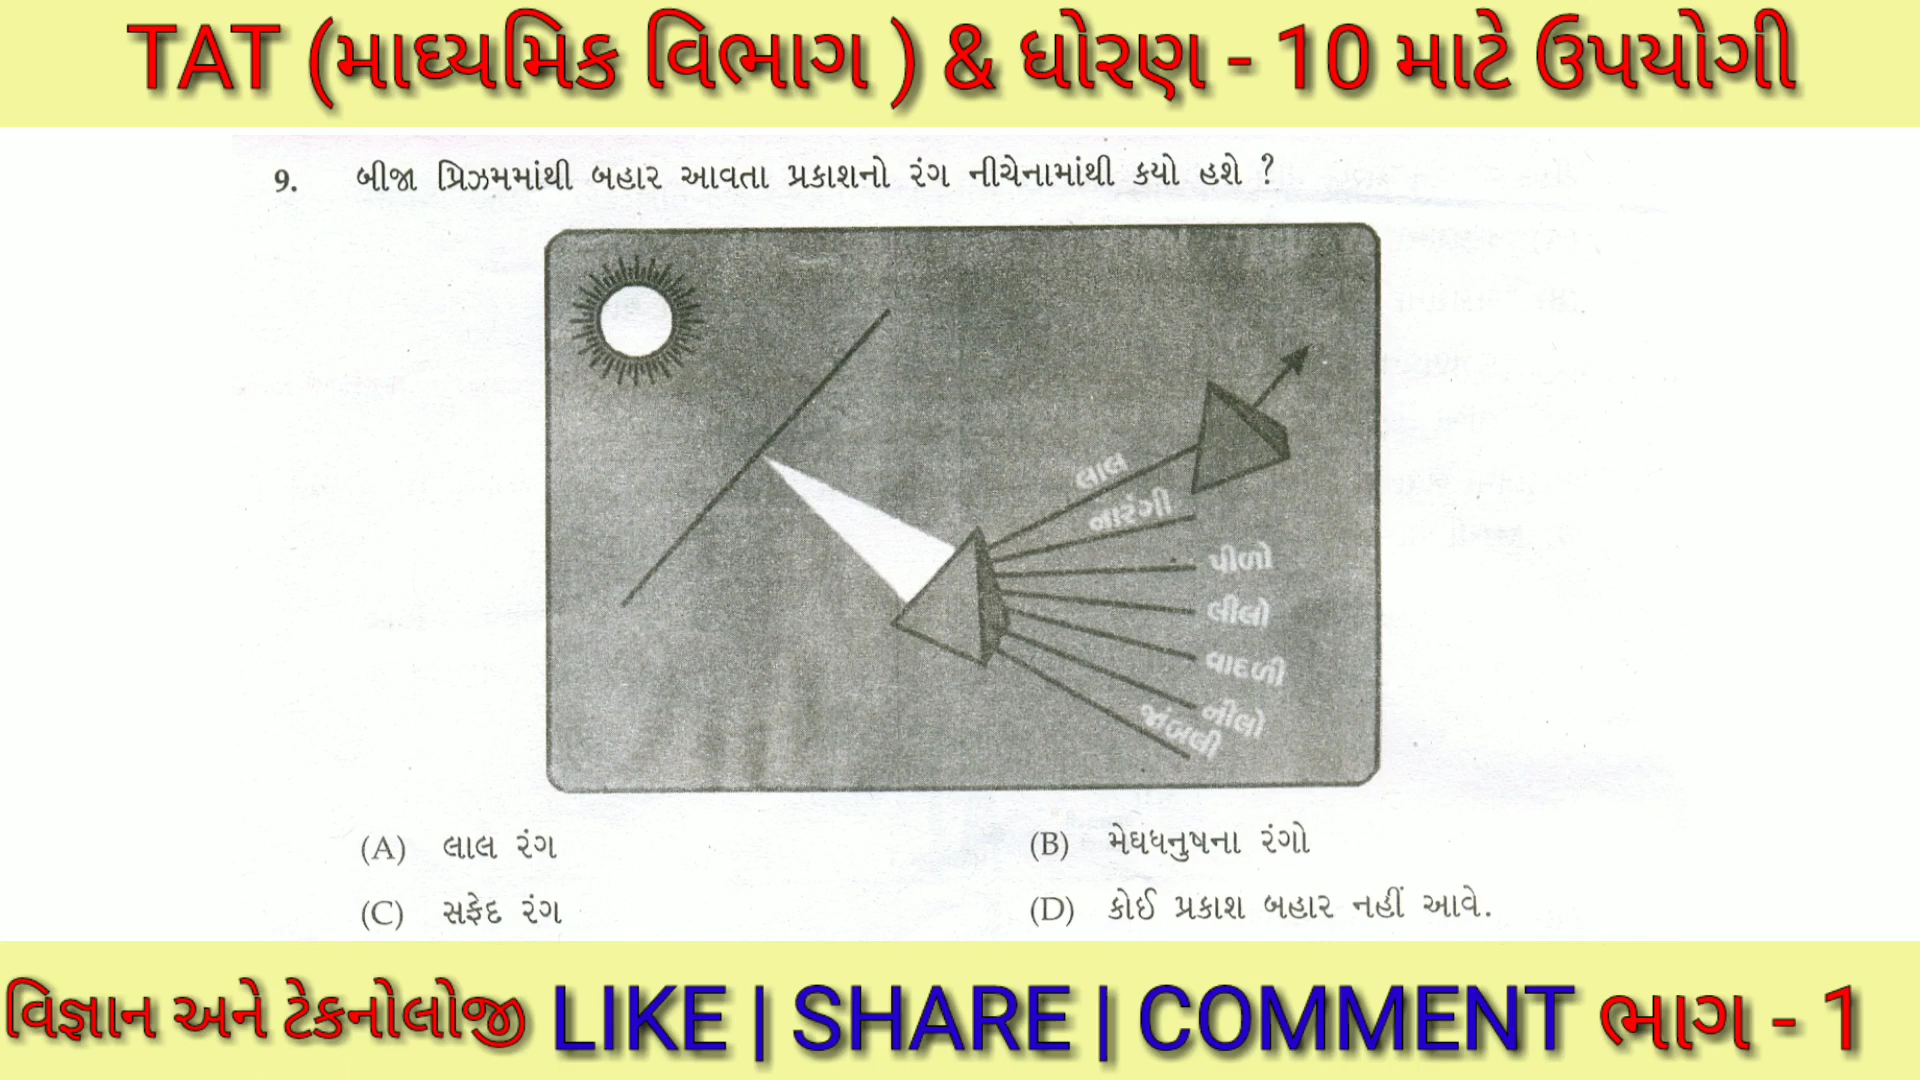 TAT (માધ્યમિક વિભાગ ) & ધોરણ - 10 માટે ઉપયોગી
9. બીજા પ્રિઝમમાંથી બહાર આવતા પ્રકાશનો રંગ નીચેનામાંથી કયો હશે ?
લાલ
નારંગી
પીળો
લીલો
વાદળી
નીલો
જાંબલી
(A) લાલ રંગ
(B) મેઘધનુષના રંગો
(C) સફેદ રંગ
(D) કોઈ પ્રકાશ બહાર નહીં આવે.
વિજ્ઞાન અને ટેકનોલોજી LIKE | SHARE | COMMENT ભાગ - 1